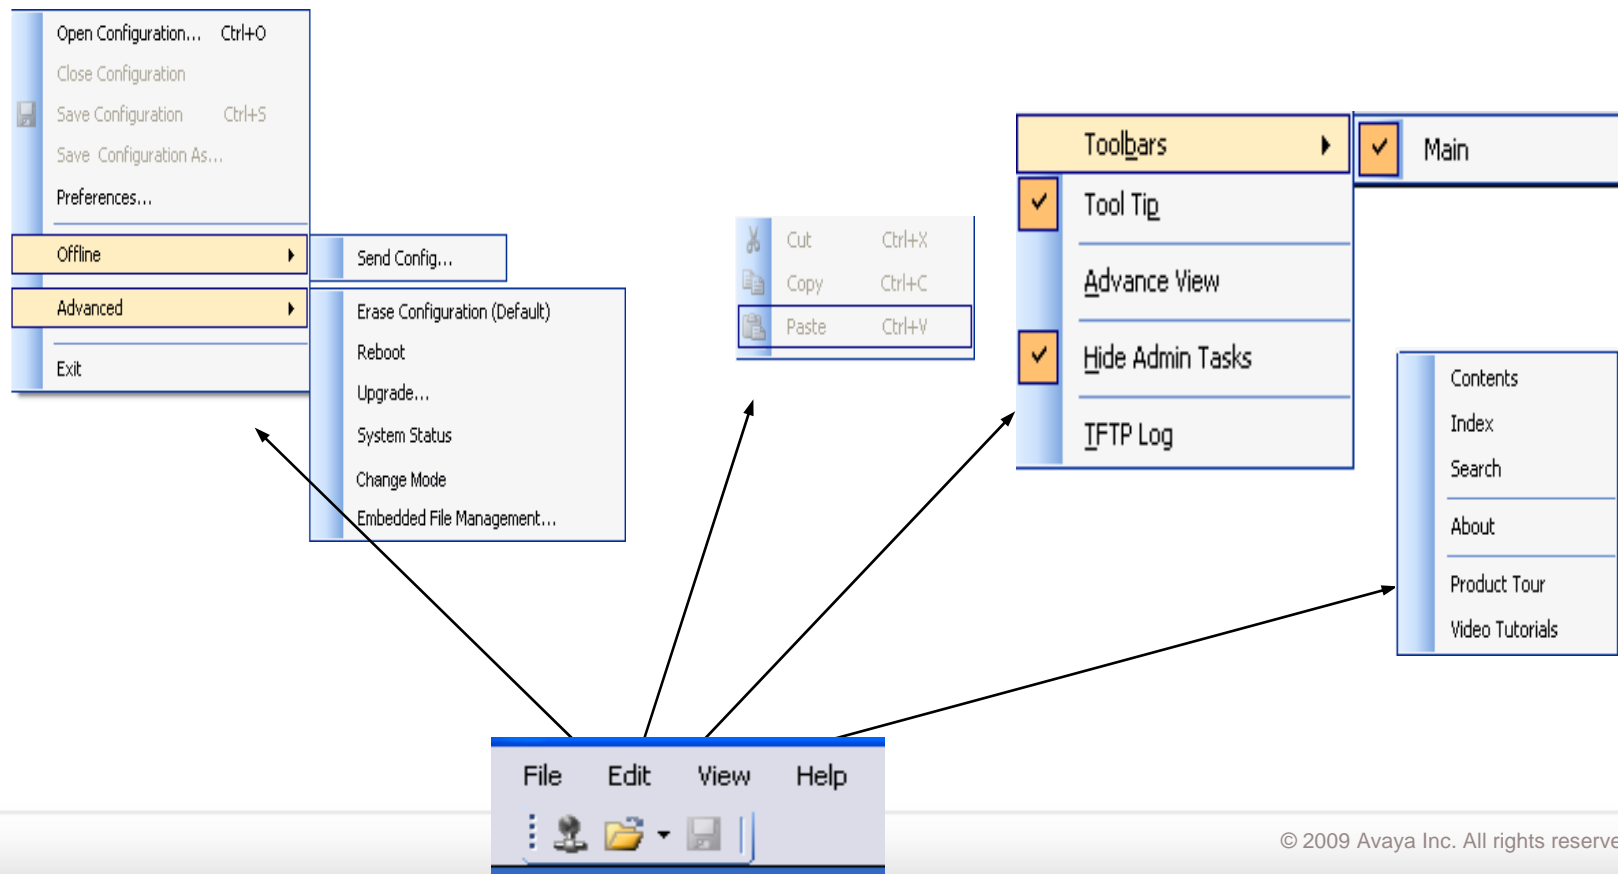 Open Configuration... Ctrl+O
Close Configuration
Save Configuration Ctrl+S
Save Configuration As...
Preferences...
Offline
Send Config...
Advanced
Erase Configuration (Default)
Reboot
Upgrade...
System Status
Change Mode
Embedded File Management...
Exit
Cut Ctrl+X
Copy Ctrl+C
Paste Ctrl+V
Toolbars
Main
Tool Tip
Advance View
Hide Admin Tasks
TFTP Log
Contents
Index
Search
About
Product Tour
Video Tutorials
File Edit View Help
© 2009 Avaya Inc. All rights reserve